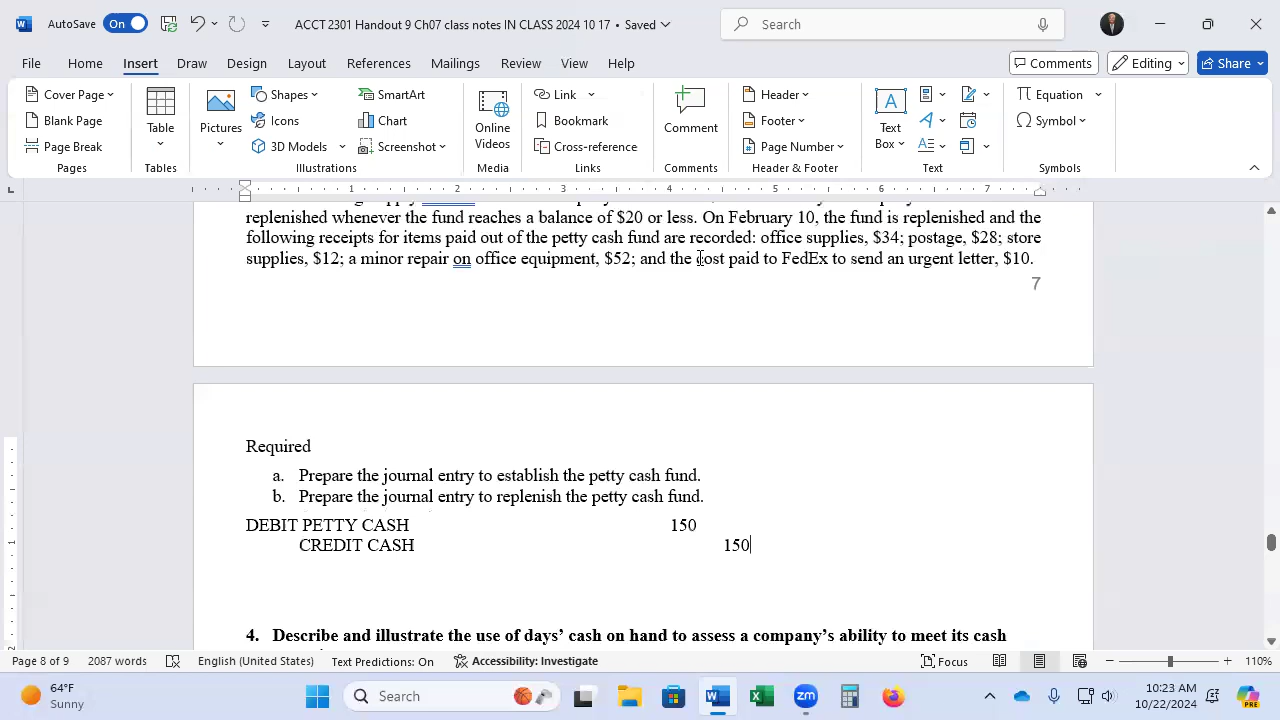 AutoSave On ACCT 2301 Handout 9 Ch07 class notes IN CLASS 2024 10 17 • Saved Search
File Home Insert Draw Design Layout References Mailings Review View Help Comments Editing Share
Cover Page
Blank Page
Page Break
Pages
Table
Tables
Pictures
Shapes
Icons
3D Models
SmartArt
Chart
Screenshot
Illustrations
Online Videos
Media
Link
Bookmark
Cross-reference
Links
Comment
Comments
Header
Footer
Page Number
Header & Footer
Text Box
Text
Equation
Symbol
Symbols
1 2 3 4 5 6 7
replenished whenever the fund reaches a balance of $20 or less. On February 10, the fund is replenished and the
following receipts for items paid out of the petty cash fund are recorded: office supplies, $34; postage, $28; store
supplies, $12; a minor repair on office equipment, $52; and the cost paid to FedEx to send an urgent letter, $10.
7
Required
a. Prepare the journal entry to establish the petty cash fund.
b. Prepare the journal entry to replenish the petty cash fund.
DEBIT PETTY CASH 150
CREDIT CASH 150
4. Describe and illustrate the use of days’ cash on hand to assess a company’s ability to meet its cash
Page 8 of 9 2087 words English (United States) Text Predictions: On Accessibility: Investigate Focus 110%
64°F
Sunny
Search
zm
PRE
10:23 AM
10/22/2024